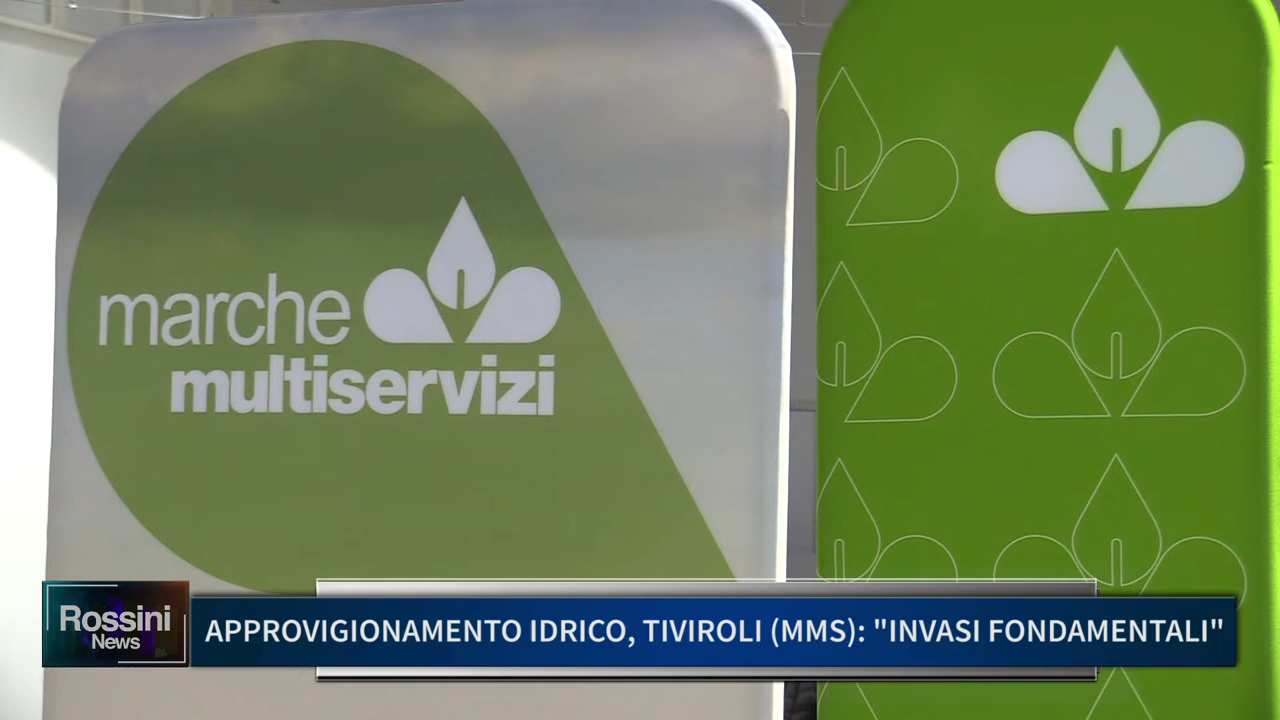 marche
multiservizi
Rossini
News
APPROVIGIONAMENTO IDRICO, TIVIROLI (MMS): "INVASI FONDAMENTALI"